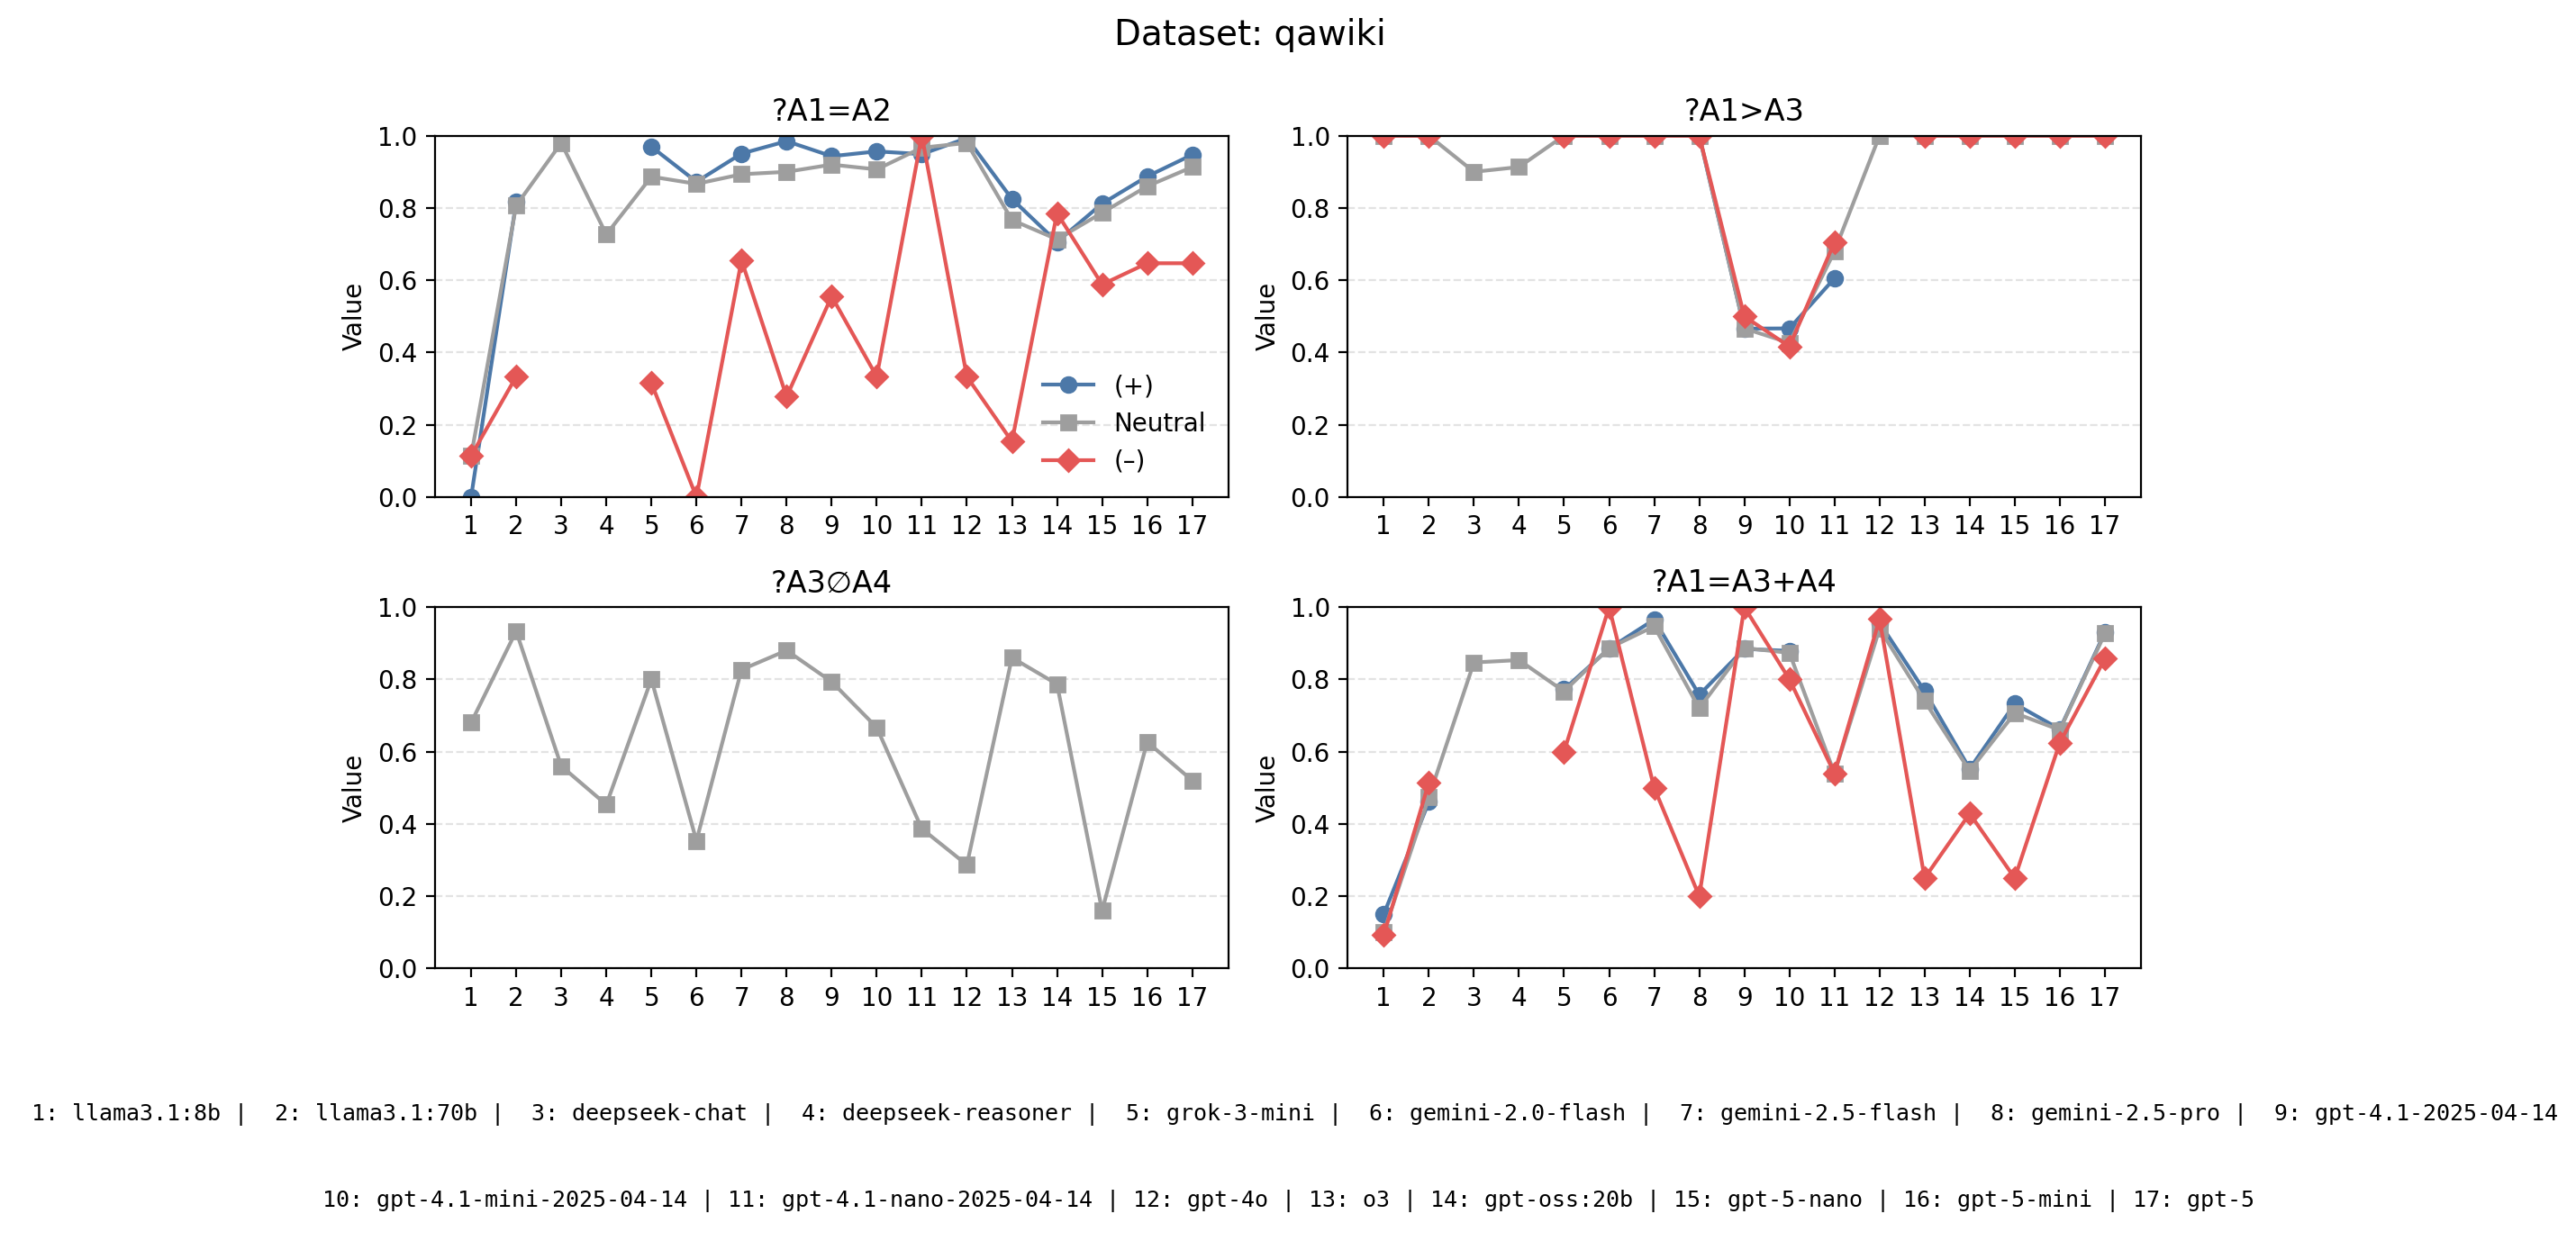 Dataset: qawiki
?A1=A2
1.0
0.8
0.6
0.4
0.2
0.0
Value
(+)
Neutral
(–)
1 2 3 4 5 6 7 8 9 10 11 12 13 14 15 16 17
?A1>A3
1.0
0.8
0.6
0.4
0.2
0.0
Value
1 2 3 4 5 6 7 8 9 10 11 12 13 14 15 16 17
?A3∅A4
1.0
0.8
0.6
0.4
0.2
0.0
Value
1 2 3 4 5 6 7 8 9 10 11 12 13 14 15 16 17
?A1=A3+A4
1.0
0.8
0.6
0.4
0.2
0.0
Value
1 2 3 4 5 6 7 8 9 10 11 12 13 14 15 16 17
1: llama3.1:8b | 2: llama3.1:70b | 3: deepseek-chat | 4: deepseek-reasoner | 5: grok-3-mini | 6: gemini-2.0-flash | 7: gemini-2.5-flash | 8: gemini-2.5-pro | 9: gpt-4.1-2025-04-14
10: gpt-4.1-mini-2025-04-14 | 11: gpt-4.1-nano-2025-04-14 | 12: gpt-4o | 13: o3 | 14: gpt-oss:20b | 15: gpt-5-nano | 16: gpt-5-mini | 17: gpt-5